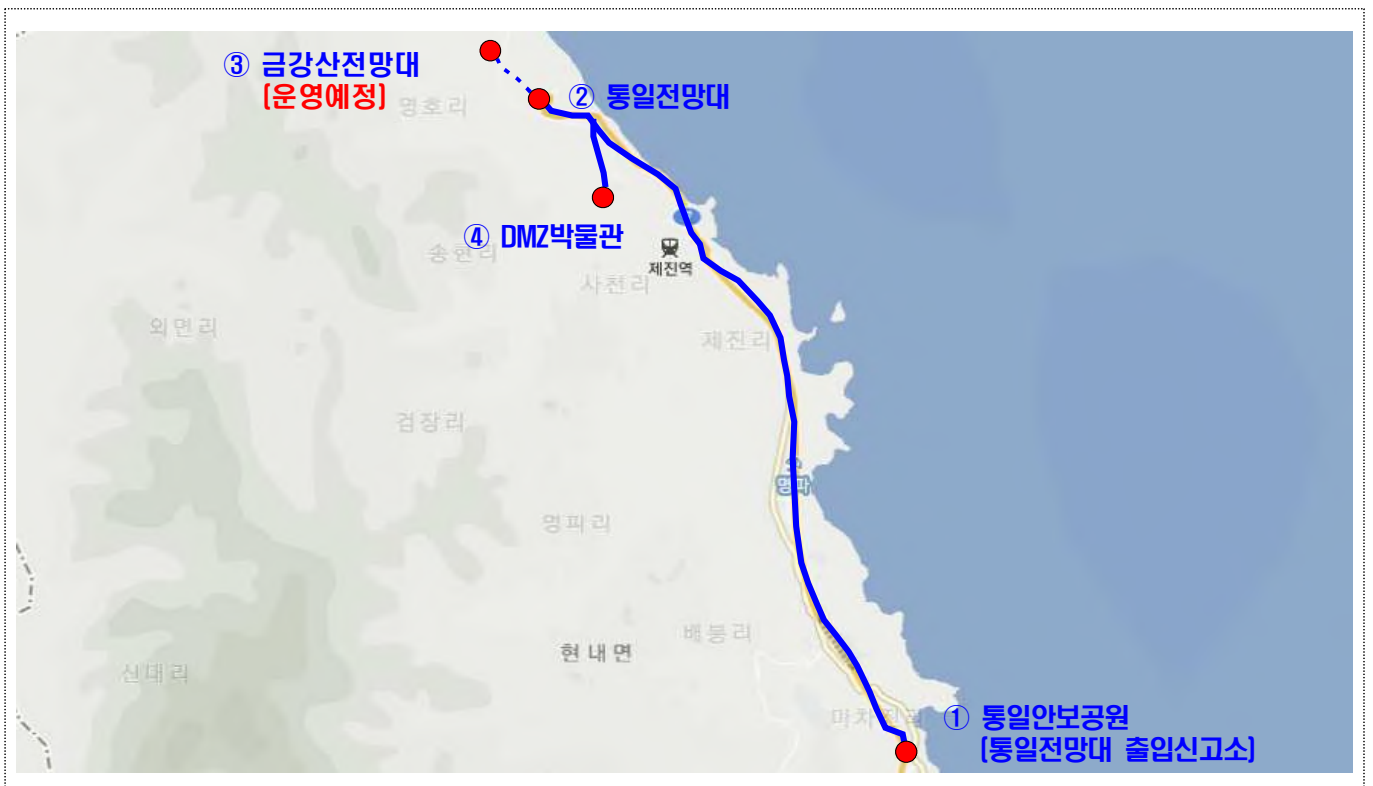 ③ 금강산전망대
(운영예정)
명호리
② 통일전망대
④ DMZ박물관
송현리
제진역
사천리
외면리
제진리
검장리
명파
명파리
배봉리
현내면
신대리
마차진리
① 통일안보공원
(통일전망대 출입신고소)